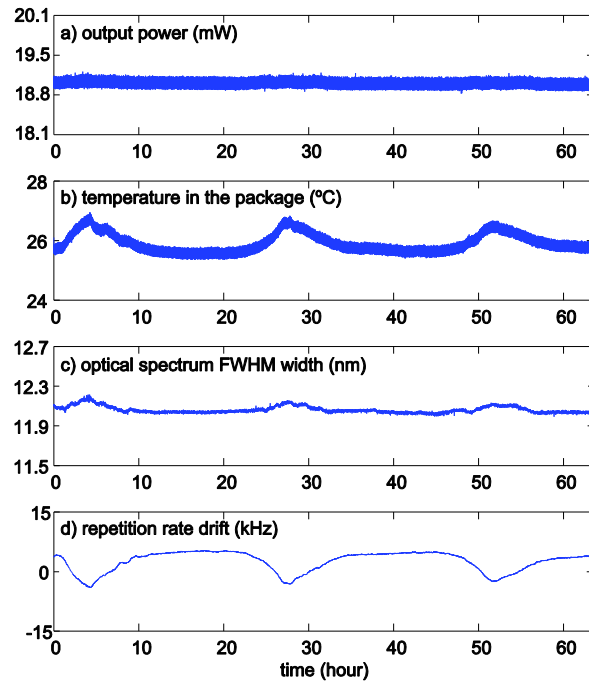 20.1
a) output power (mW)
19.5
18.8
18.1
0 10 20 30 40 50 60
28
b) temperature in the package (ºC)
26
24
0 10 20 30 40 50 60
12.7
c) optical spectrum FWHM width (nm)
12.3
11.9
11.5
0 10 20 30 40 50 60
15
d) repetition rate drift (kHz)
0
-15
0 10 20 30 40 50 60
time (hour)